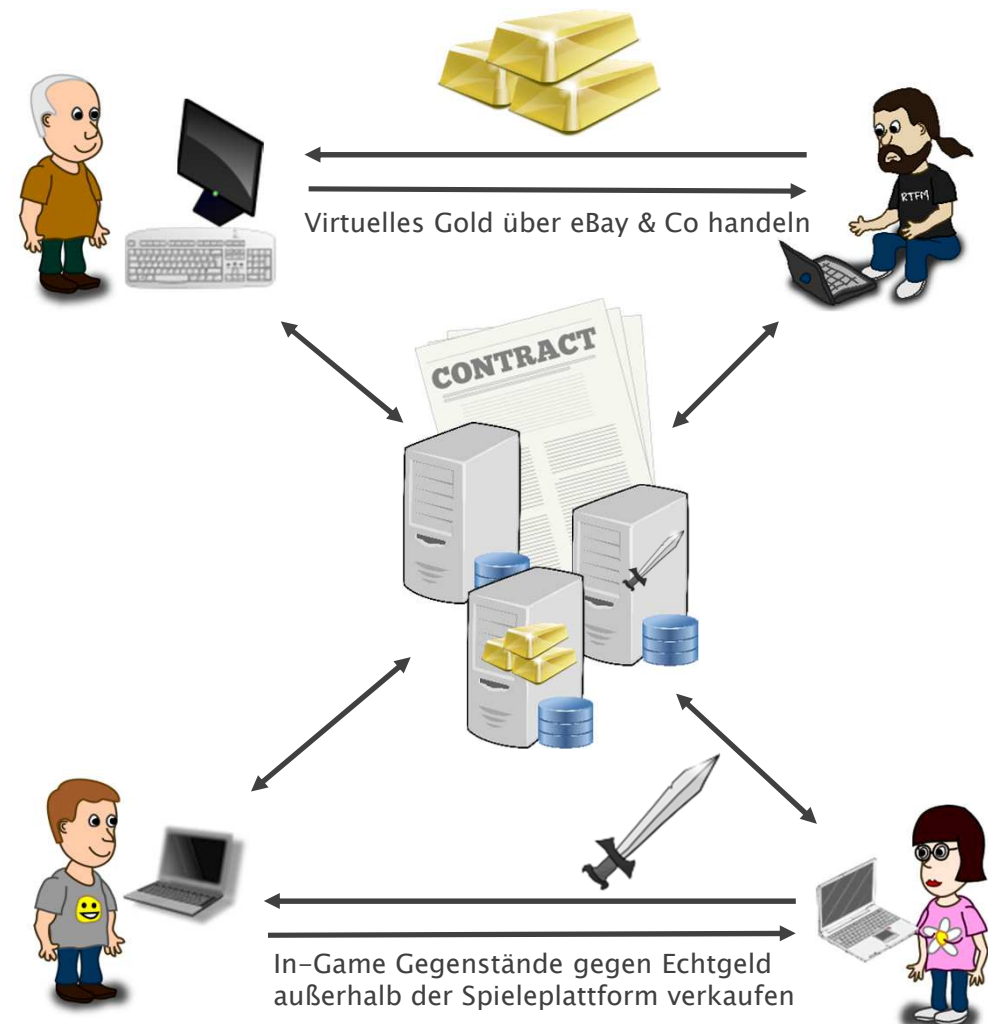 RTFM
Virtuelles Gold über eBay & Co handeln
CONTRACT
In-Game Gegenstände gegen Echtgeld
außerhalb der Spieleplattform verkaufen